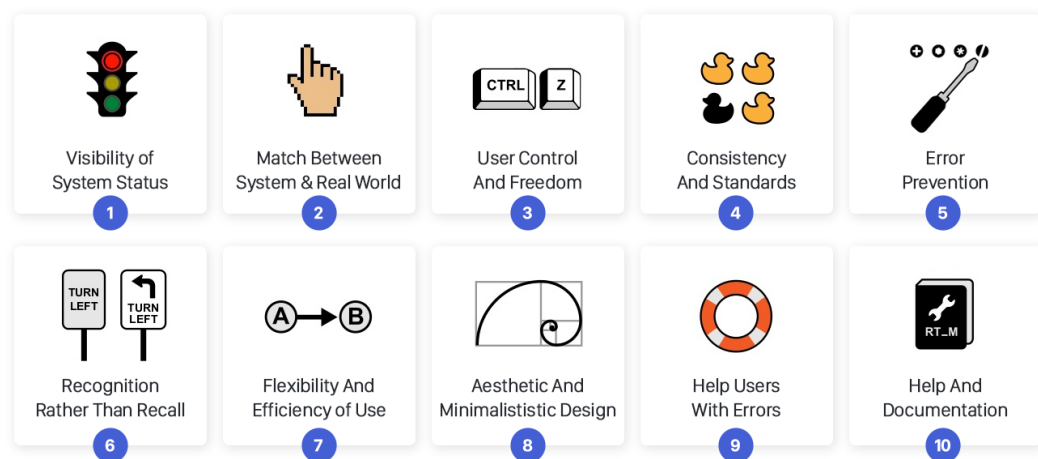 CTRL
Z
Visibility of
System Status
1
Match Between
System & Real World
2
User Control
And Freedom
3
Consistency
And Standards
4
Error
Prevention
5
TURN
LEFT
TURN
LEFT
Recognition
Rather Than Recall
6
A
B
Flexibility And
Efficiency of Use
7
Aesthetic And
Minimalististic Design
8
Help Users
With Errors
9
RT_M
Help And
Documentation
10